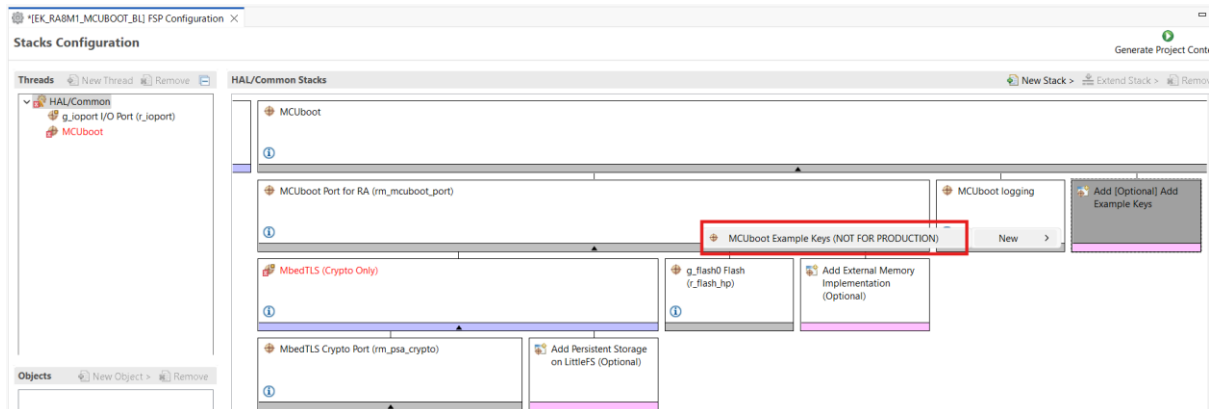 *[EK_RA8M1_MCUBOOT_BL] FSP Configuration
Stacks Configuration
Generate Project Conte
Threads
New Thread
Remove
HAL/Common Stacks
New Stack >
Extend Stack >
Remov
HAL/Common
g_ioport I/O Port (r_ioport)
MCUboot
MCUboot
MCUboot Port for RA (rm_mcuboot_port)
MCUboot logging
Add [Optional] Add
Example Keys
MCUboot Example Keys (NOT FOR PRODUCTION)
New >
MbedTLS (Crypto Only)
g_flash0 Flash
(r_flash_hp)
Add External Memory
Implementation
(Optional)
MbedTLS Crypto Port (rm_psa_crypto)
Add Persistent Storage
on LittleFS (Optional)
Objects
New Object >
Remove